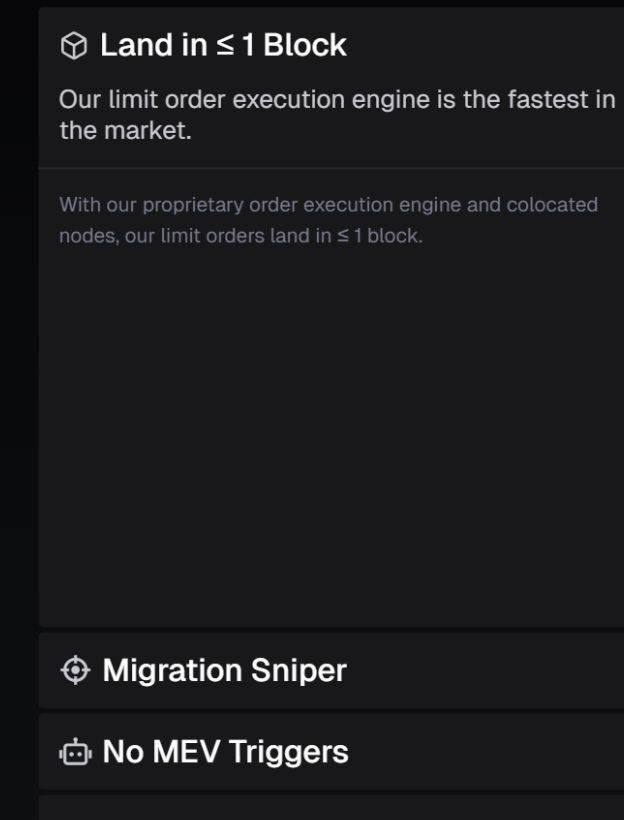 Land in ≤ 1 Block
Our limit order execution engine is the fastest in
the market.
With our proprietary order execution engine and colocated
nodes, our limit orders land in ≤ 1 block.
Migration Sniper
No MEV Triggers